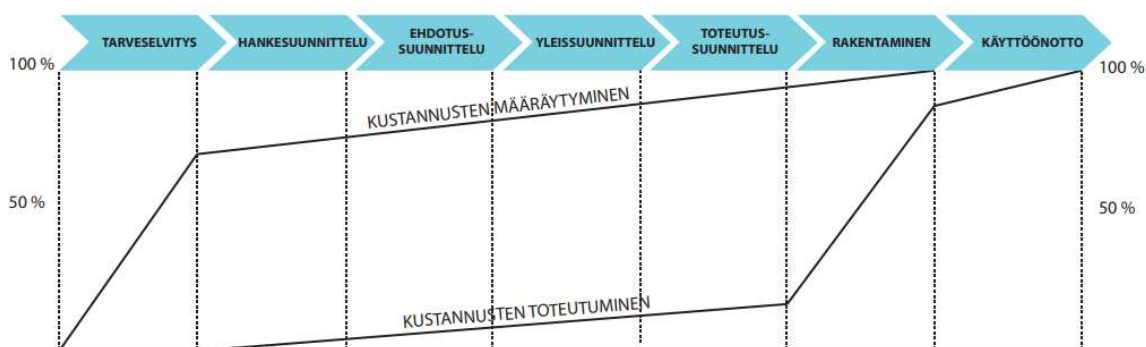 TARVESELVITYS
HANKESUUNNITTELU
EHDOTUS-
SUUNNITTELU
YLEISSUUNNITTELU
TOTEUTUS-
SUUNNITTELU
RAKENTAMINEN
KÄYTTÖÖNOTTO
100 %
100 %
KUSTANNUSTEN MÄÄRÄYTYMINEN
50 %
50 %
KUSTANNUSTEN TOTEUTUMINEN